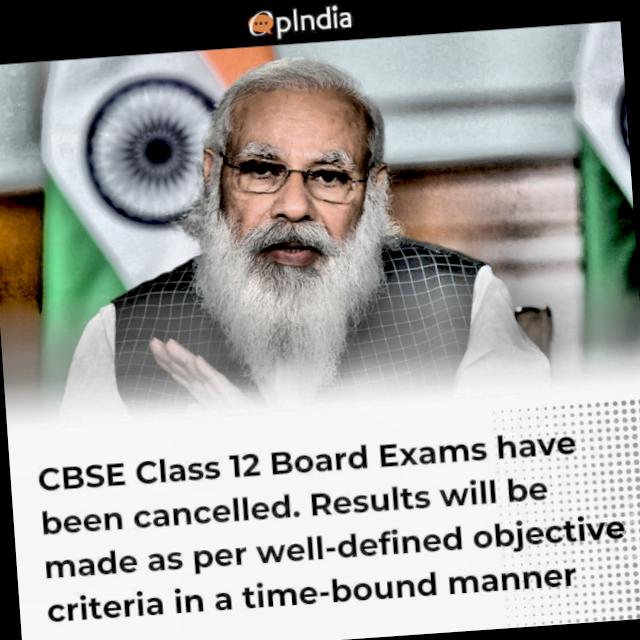 OpIndia
CBSE Class 12 Board Exams have
been cancelled. Results will be
made as per well-defined objective
criteria in a time-bound manner